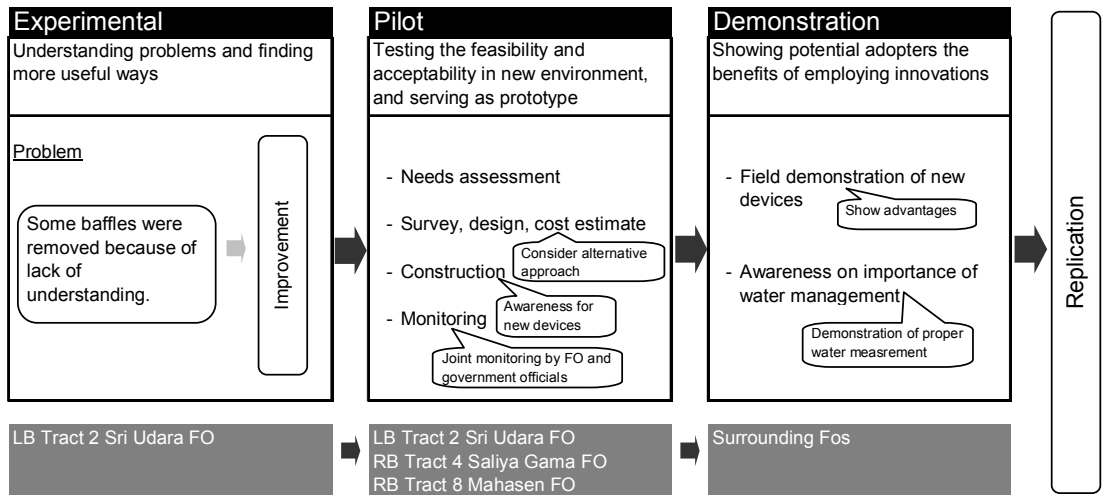 Experimental
Understanding problems and finding
more useful ways
Problem
Some baffles were
removed because of
lack of
understanding.
Improvement
LB Tract 2 Sri Udara FO
Pilot
Testing the feasibility and
acceptability in new environment,
and serving as prototype
- Needs assessment
- Survey, design, cost estimate
Consider alternative
approach
- Construction
Awareness for
new devices
- Monitoring
Joint monitoring by FO and
government officials
LB Tract 2 Sri Udara FO
RB Tract 4 Saliya Gama FO
RB Tract 8 Mahasen FO
Demonstration
Showing potential adopters the
benefits of employing innovations
- Field demonstration of new
devices
Show advantages
- Awareness on importance of
water management
Demonstration of proper
water measrement
Surrounding Fos
Replication